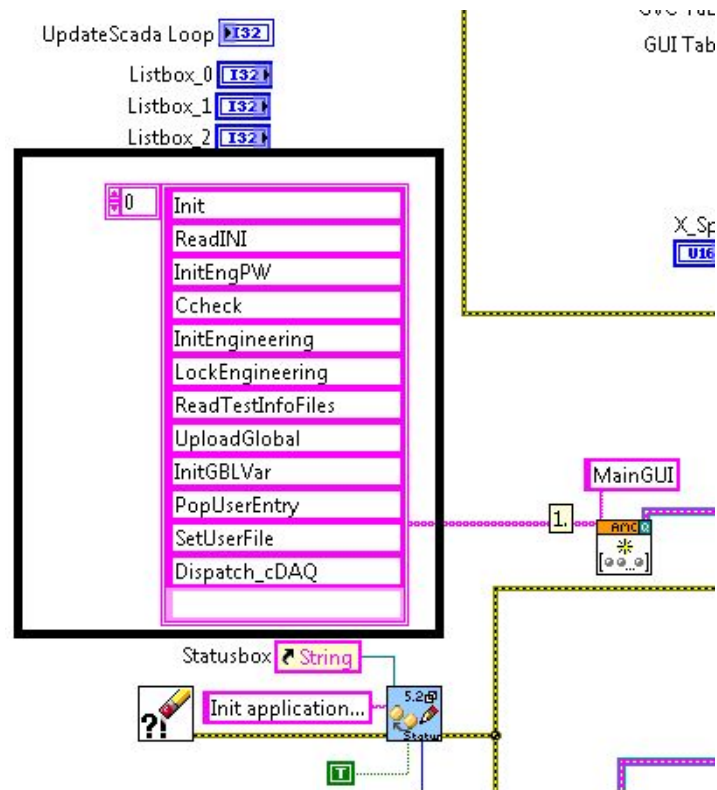 UpdateScada Loop I32
GUI Tab
Listbox_0 I32
Listbox_1 I32
Listbox_2 I32
0
Init
ReadINI
InitEngPW
Ccheck
InitEngineering
LockEngineering
ReadTestInfoFiles
UploadGlobal
InitGBLVar
PopUserEntry
SetUserFile
Dispatch_cDAQ
X_Sp
U16
MainGUI
1.
AMC Q
Statusbox String
?!
Init application...
5.2
Status
T